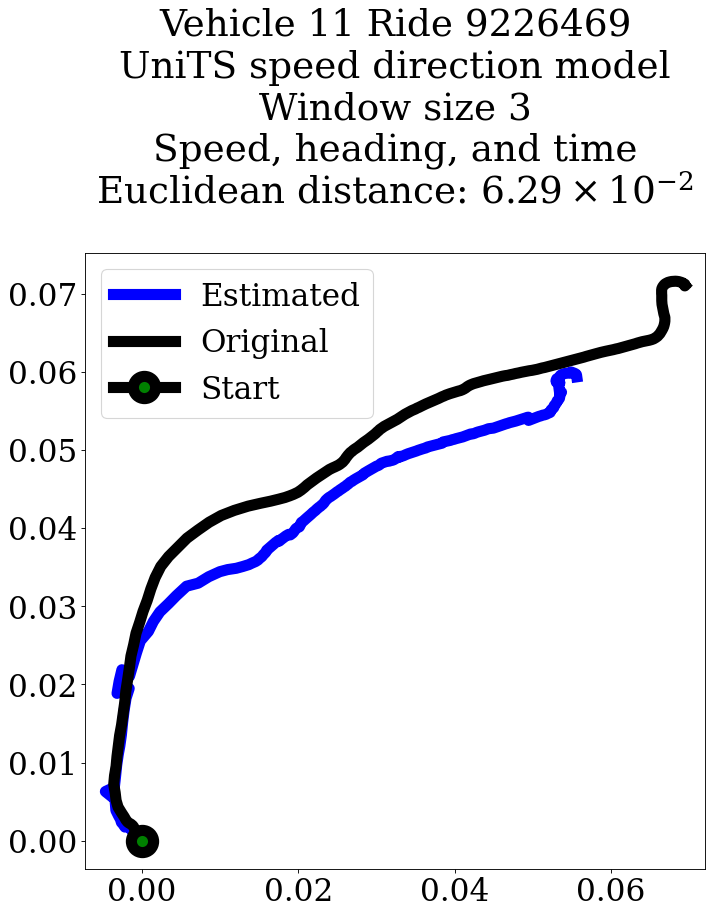 Vehicle 11 Ride 9226469
UniTS speed direction model
Window size 3
Speed, heading, and time
Euclidean distance: 6.29 × 10⁻²
Estimated
Original
Start
0.07
0.06
0.05
0.04
0.03
0.02
0.01
0.00
0.00 0.02 0.04 0.06